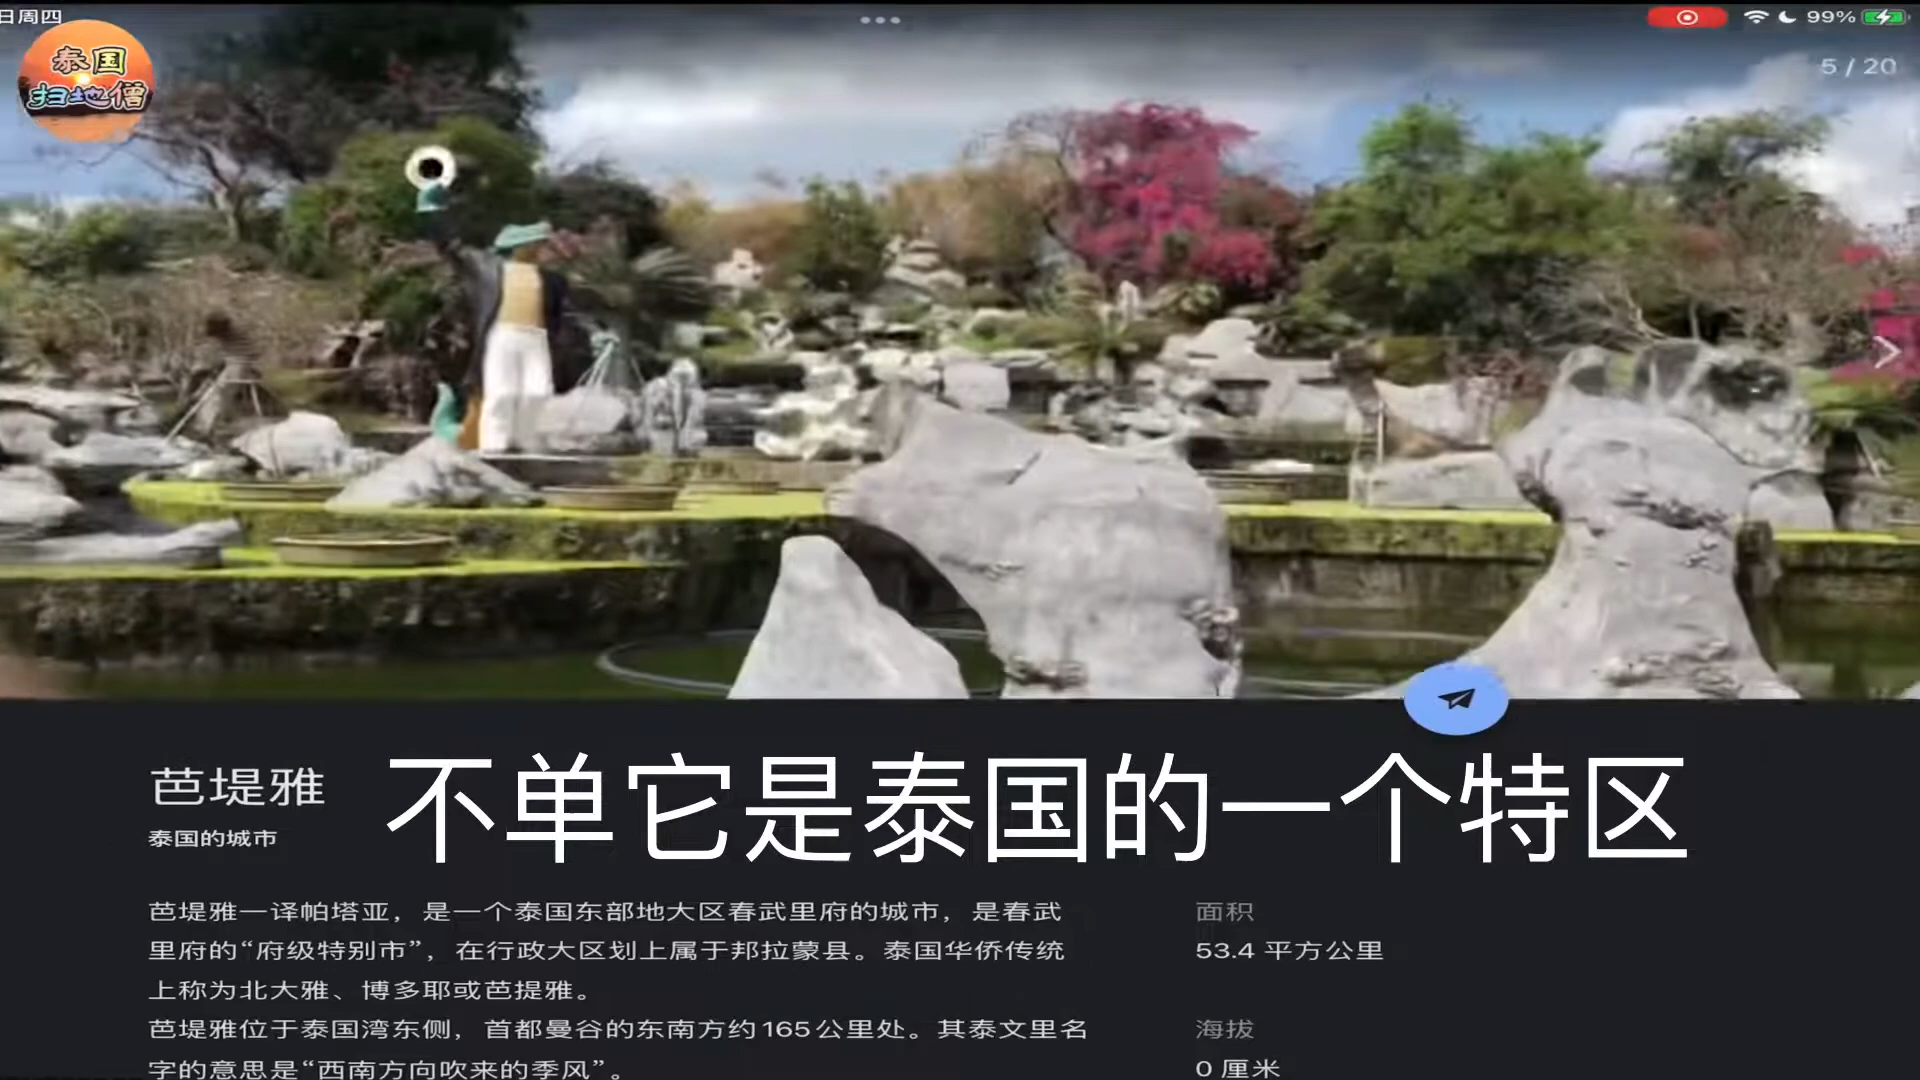 日周四
99%
泰国
扫地僧
5 / 20
芭堤雅
不单它是泰国的一个特区
泰国的城市
芭堤雅一译帕塔亚，是一个泰国东部地大区春武里府的城市，是春武
里府的“府级特别市”，在行政大区划上属于邦拉蒙县。泰国华侨传统
上称为北大雅、博多耶或芭提雅。
芭堤雅位于泰国湾东侧，首都曼谷的东南方约165公里处。其泰文里名
字的意思是“西南方向吹来的季风”。
面积
53.4 平方公里
海拔
0 厘米